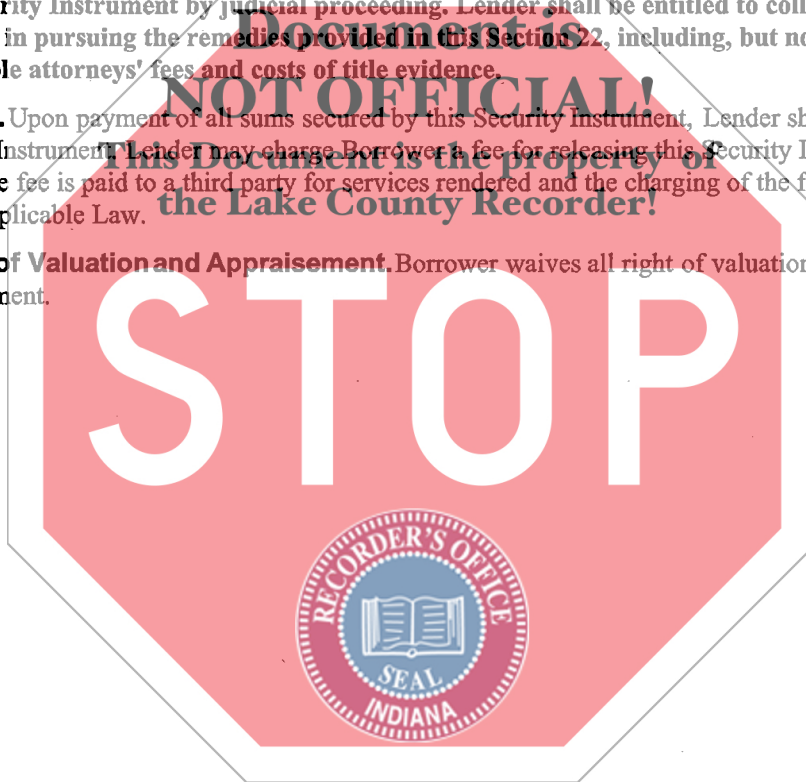 rity Instrument by judicial proceeding. Lender shall be entitled to coll
Document is
in pursuing the remedies provided in this Section 22, including, but no
le attorneys' fees and costs of title evidence.
NOT OFFICIAL!
. Upon payment of all sums secured by this Security Instrument, Lender sh
Instrument. Lender may charge Borrower a fee for releasing this Security I
This Document is the property of
e fee is paid to a third party for services rendered and the charging of the f
plicable Law.
the Lake County Recorder!
of Valuation and Appraisement. Borrower waives all right of valuation
ment.
STOP
RECORDER'S OFFICE
SEAL
INDIANA